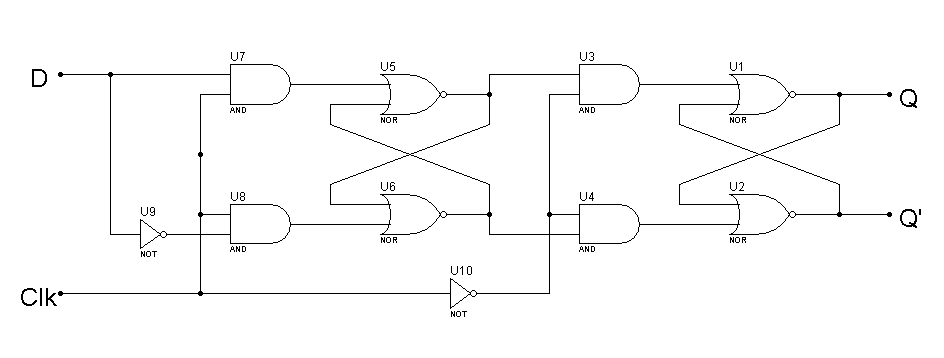 U7
U5
U3
U1
D
AND
NOR
AND
NOR
Q
U9
U8
U6
U4
U2
NOT
AND
NOR
AND
NOR
Q'
U10
Clk
NOT